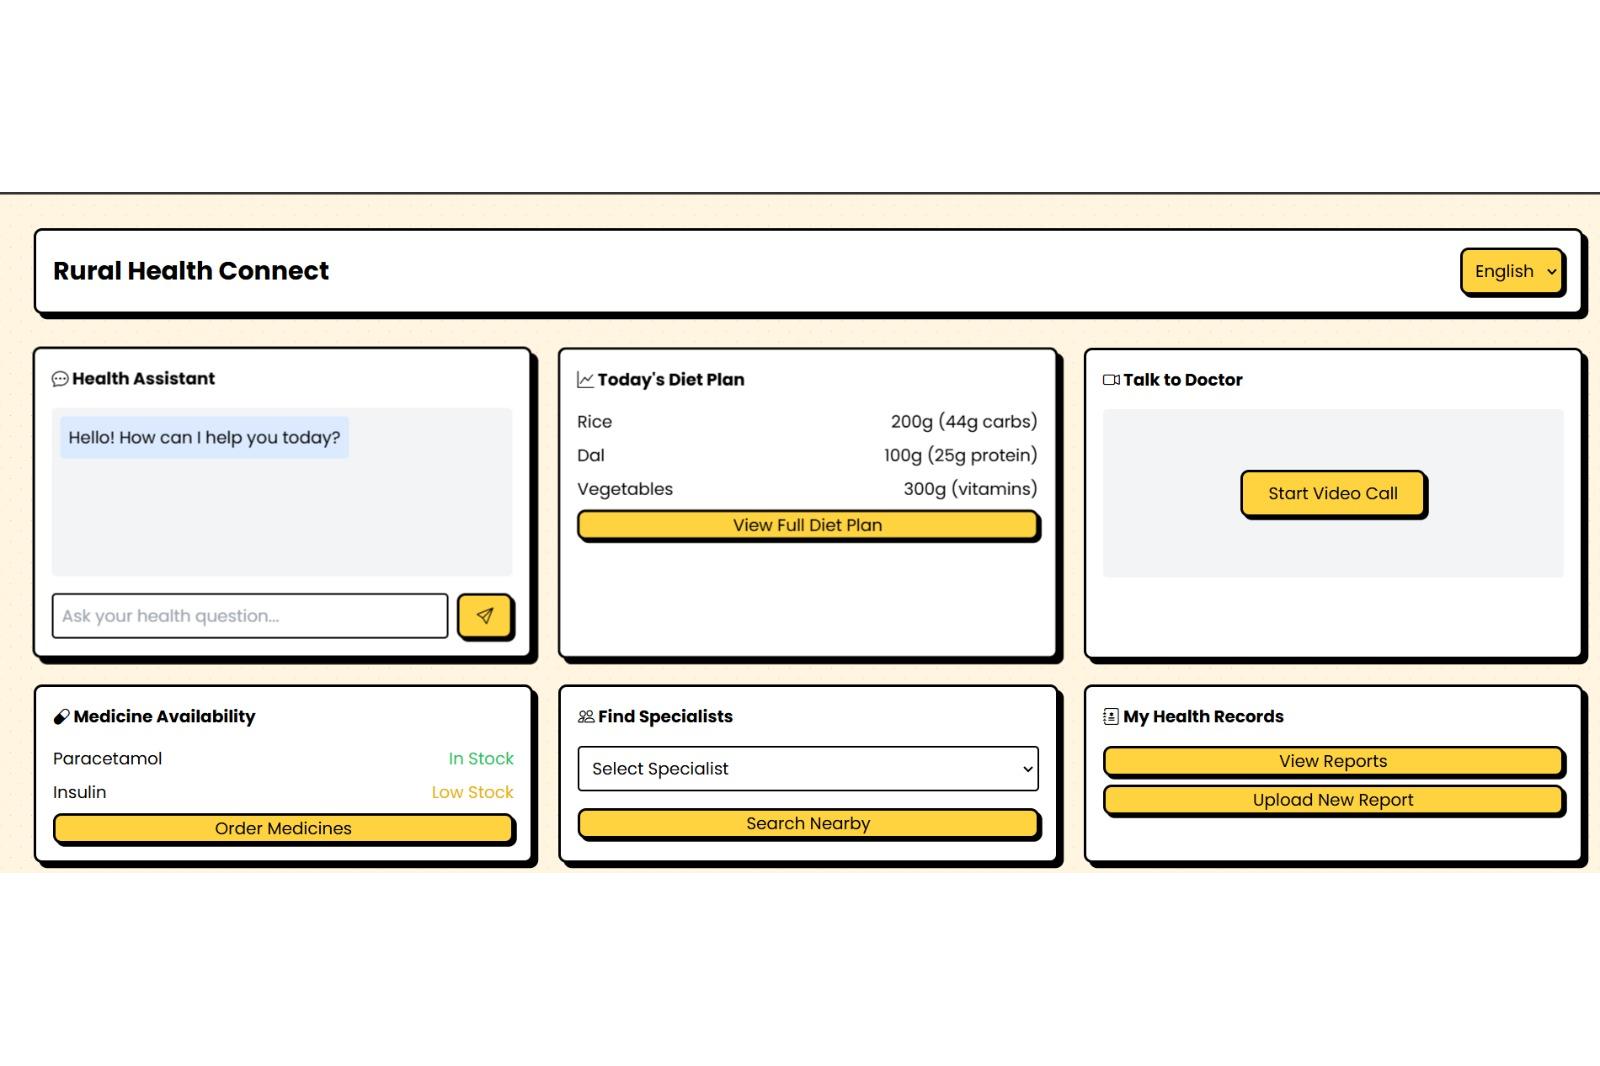 Rural Health Connect
English
Health Assistant
Hello! How can I help you today?
Ask your health question...
Today's Diet Plan
Rice 200g (44g carbs)
Dal 100g (25g protein)
Vegetables 300g (vitamins)
View Full Diet Plan
Talk to Doctor
Start Video Call
Medicine Availability
Paracetamol In Stock
Insulin Low Stock
Order Medicines
Find Specialists
Select Specialist
Search Nearby
My Health Records
View Reports
Upload New Report